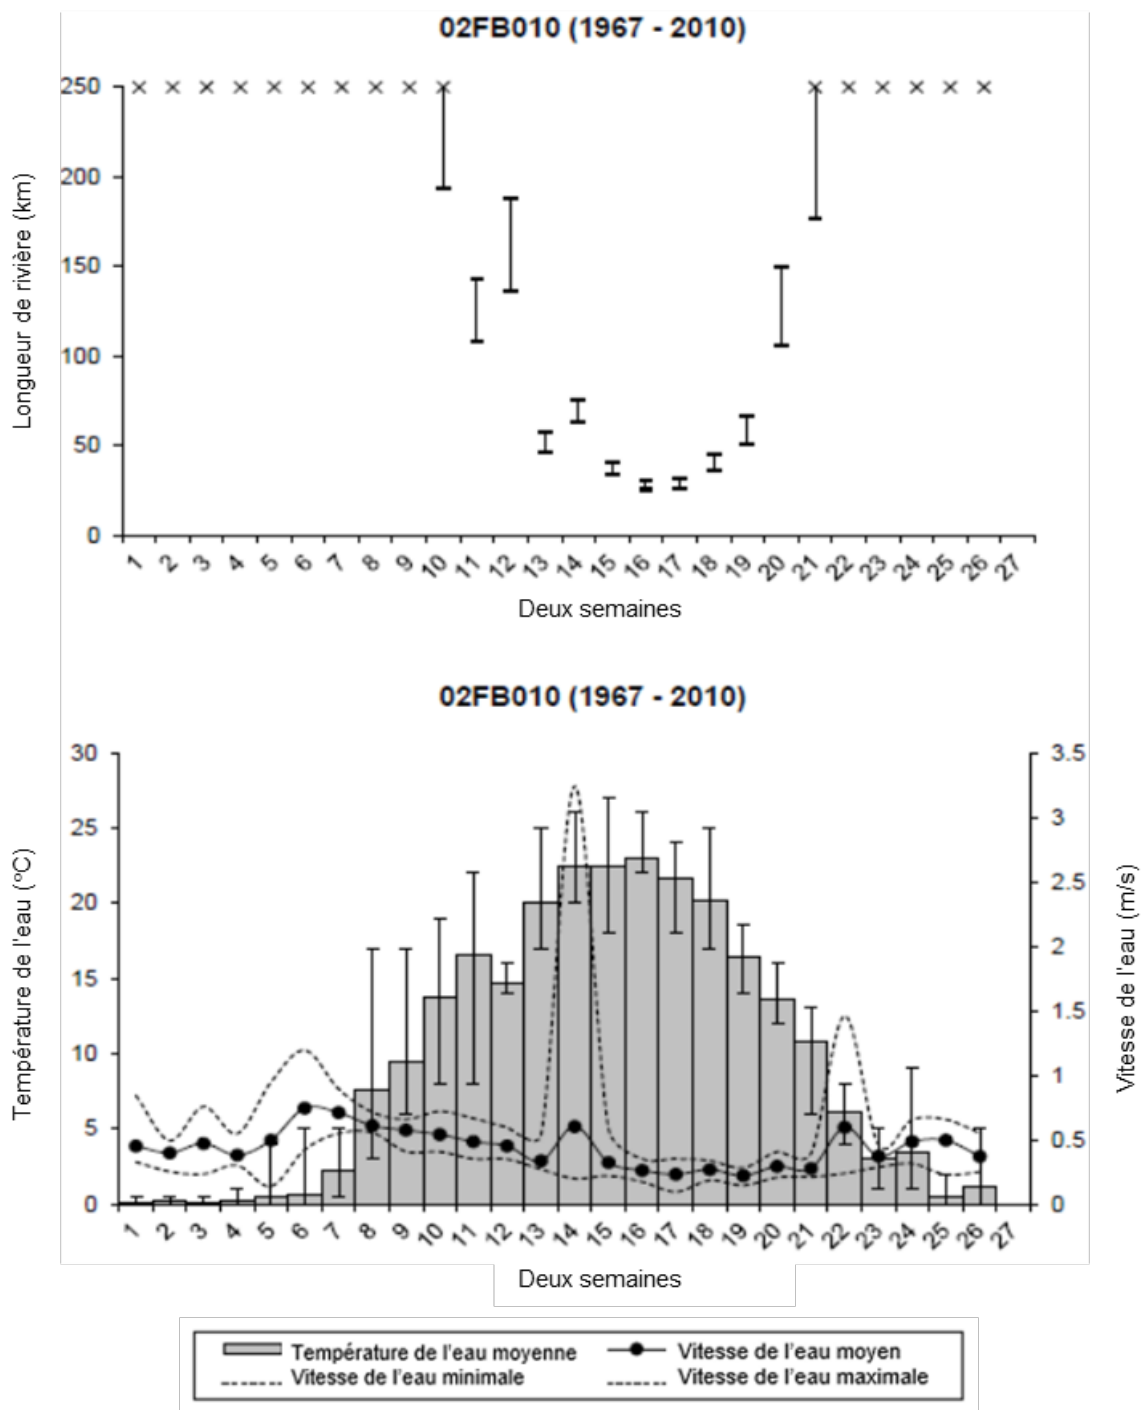 02FB010 (1967 - 2010)
250
200
150
100
50
0
Longueur de rivière (km)
1 2 3 4 5 6 7 8 9 10 11 12 13 14 15 16 17 18 19 20 21 22 23 24 25 26 27
Deux semaines
02FB010 (1967 - 2010)
30
25
20
15
10
5
0
Température de l'eau (°C)
3.5
3
2.5
2
1.5
1
0.5
0
Vitesse de l'eau (m/s)
1 2 3 4 5 6 7 8 9 10 11 12 13 14 15 16 17 18 19 20 21 22 23 24 25 26 27
Deux semaines
Température de l'eau moyenne
Vitesse de l'eau moyen
Vitesse de l'eau minimale
Vitesse de l'eau maximale